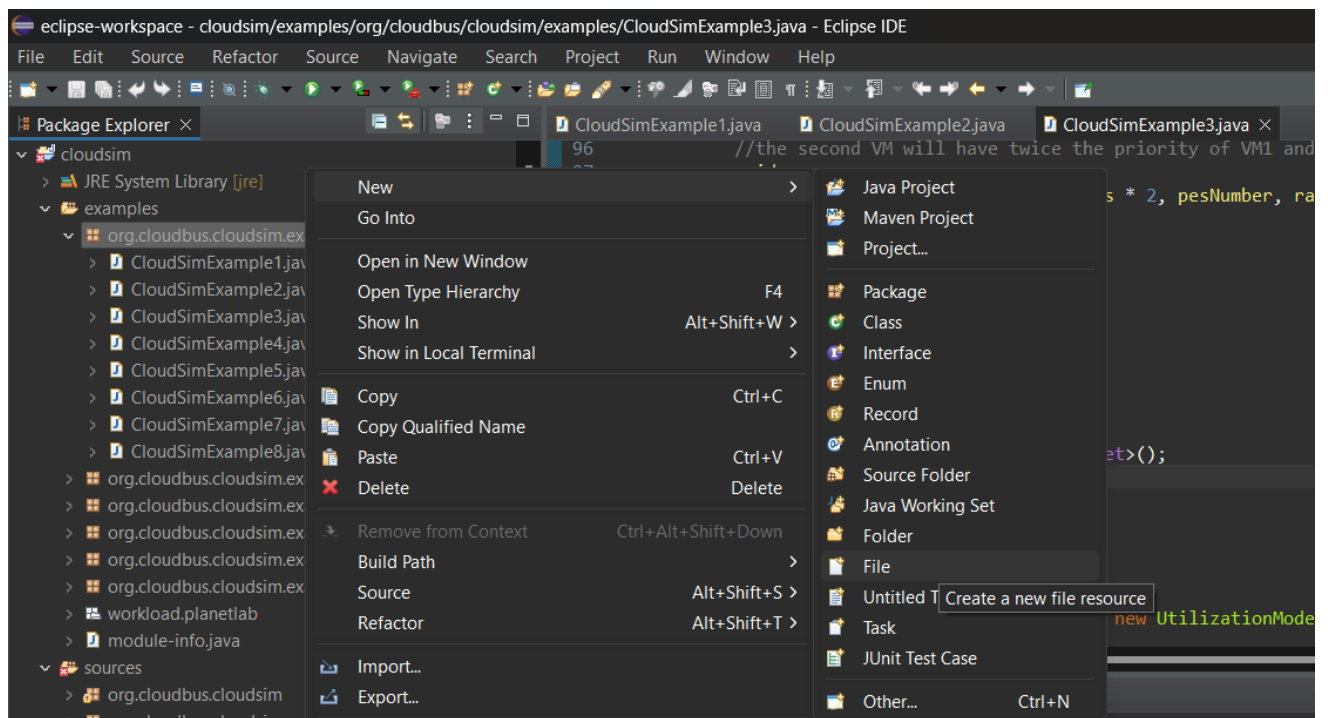 eclipse-workspace - cloudsim/examples/org/cloudbus/cloudsim/examples/CloudSimExample3.java - Eclipse IDE
File Edit Source Refactor Source Navigate Search Project Run Window Help
Package Explorer
CloudSimExample1.java CloudSimExample2.java CloudSimExample3.java
cloudsim
JRE System Library [jre]
examples
org.cloudbus.cloudsim.ex
CloudSimExample1.jav
CloudSimExample2.jav
CloudSimExample3.jav
CloudSimExample4.jav
CloudSimExample5.jav
CloudSimExample6.jav
CloudSimExample7.jav
CloudSimExample8.jav
org.cloudbus.cloudsim.ex
org.cloudbus.cloudsim.ex
org.cloudbus.cloudsim.ex
org.cloudbus.cloudsim.ex
org.cloudbus.cloudsim.ex
workload.planetlab
module-info.java
sources
org.cloudbus.cloudsim
New
Go Into
Open in New Window
Open Type Hierarchy F4
Show In Alt+Shift+W
Show in Local Terminal
Copy Ctrl+C
Copy Qualified Name
Paste Ctrl+V
Delete Delete
Remove from Context Ctrl+Alt+Shift+Down
Build Path
Source Alt+Shift+S
Refactor Alt+Shift+T
Import...
Export...
Java Project
Maven Project
Project...
Package
Class
Interface
Enum
Record
Annotation
Source Folder
Java Working Set
Folder
File
Untitled T
Create a new file resource
Task
JUnit Test Case
Other... Ctrl+N
96 //the second VM will have twice the priority of VM1 and
s * 2, pesNumber, ra
et>();
new UtilizationMode